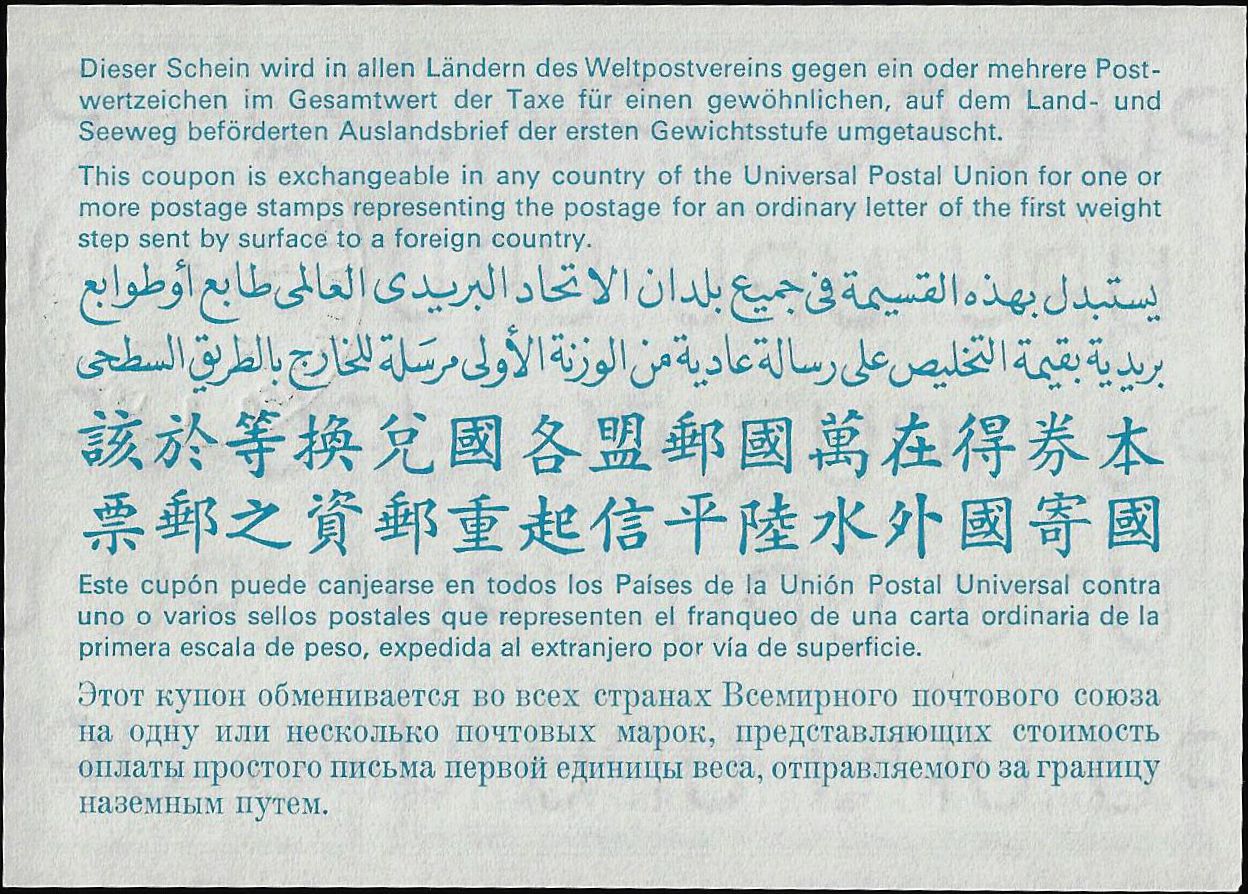 Dieser Schein wird in allen Ländern des Weltpostvereins gegen ein oder mehrere Post-
wertzeichen im Gesamtwert der Taxe für einen gewöhnlichen, auf dem Land- und
Seeweg beförderten Auslandsbrief der ersten Gewichtsstufe umgetauscht.
This coupon is exchangeable in any country of the Universal Postal Union for one or
more postage stamps representing the postage for an ordinary letter of the first weight
step sent by surface to a foreign country.
يستبدل بهذه القسيمة فى جميع بلدان الاتحاد البريدى العالمى طابع أو طوابع
بريدية بقيمة التخليص على رسالة عادية من الوزنة الأولى مرسَلة للخارج بالطريق السطحى
本券得在萬國郵盟各國兌換等於該
國寄國外水陸平信起重郵資之郵票
Este cupón puede canjearse en todos los Países de la Unión Postal Universal contra
uno o varios sellos postales que representen el franqueo de una carta ordinaria de la
primera escala de peso, expedida al extranjero por vía de superficie.
Этот купон обменивается во всех странах Всемирного почтового союза
на одну или несколько почтовых марок, представляющих стоимость
оплаты простого письма первой единицы веса, отправляемого за границу
наземным путем.